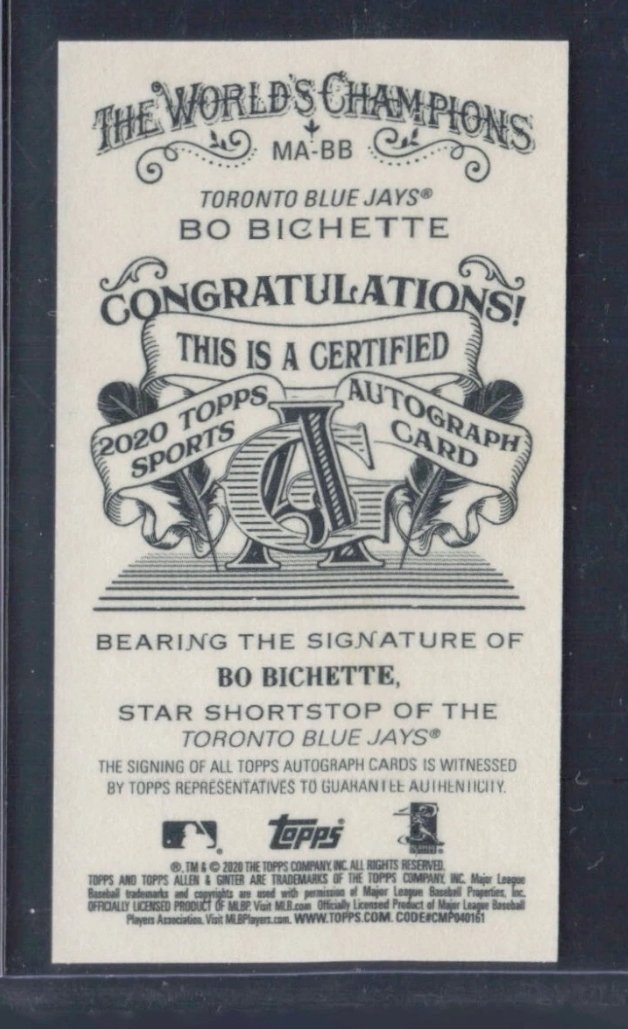 THE WORLD'S CHAMPIONS
MA-BB
TORONTO BLUE JAYS®
BO BICHETTE
CONGRATULATIONS!
THIS IS A CERTIFIED
2020 TOPPS
SPORTS
AUTOGRAPH
CARD
AG
BEARING THE SIGNATURE OF
BO BICHETTE,
STAR SHORTSTOP OF THE
TORONTO BLUE JAYS®
THE SIGNING OF ALL TOPPS AUTOGRAPH CARDS IS WITNESSED
BY TOPPS REPRESENTATIVES TO GUARANTEE AUTHENTICITY.
topps
®, TM & © 2020 THE TOPPS COMPANY, INC. ALL RIGHTS RESERVED.
TOPPS AND TOPPS ALLEN & GINTER ARE TRADEMARKS OF THE TOPPS COMPANY, INC. Major League
Baseball trademarks and copyrights are used with permission of Major League Baseball Properties, Inc.
OFFICIALLY LICENSED PRODUCT OF MLBP. Visit MLB.com Officially Licensed Product of Major League Baseball
Players Association. Visit MLBPlayers.com. WWW.TOPPS.COM. CODE#CMP040161